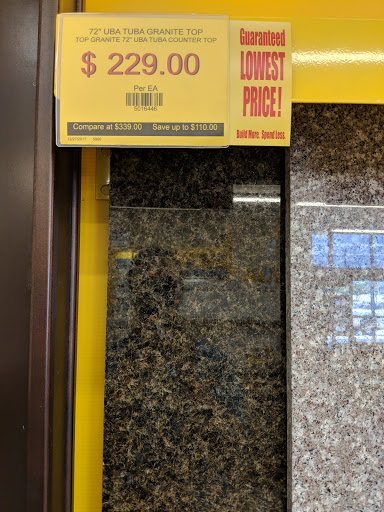 72" UBA TUBA GRANITE TOP
TOP GRANITE 72" UBA TUBA COUNTER TOP
$ 229.00
Per EA
Compare at $339.00 Save up to $110.00
Guaranteed
LOWEST
PRICE!
Build More. Spend Less.